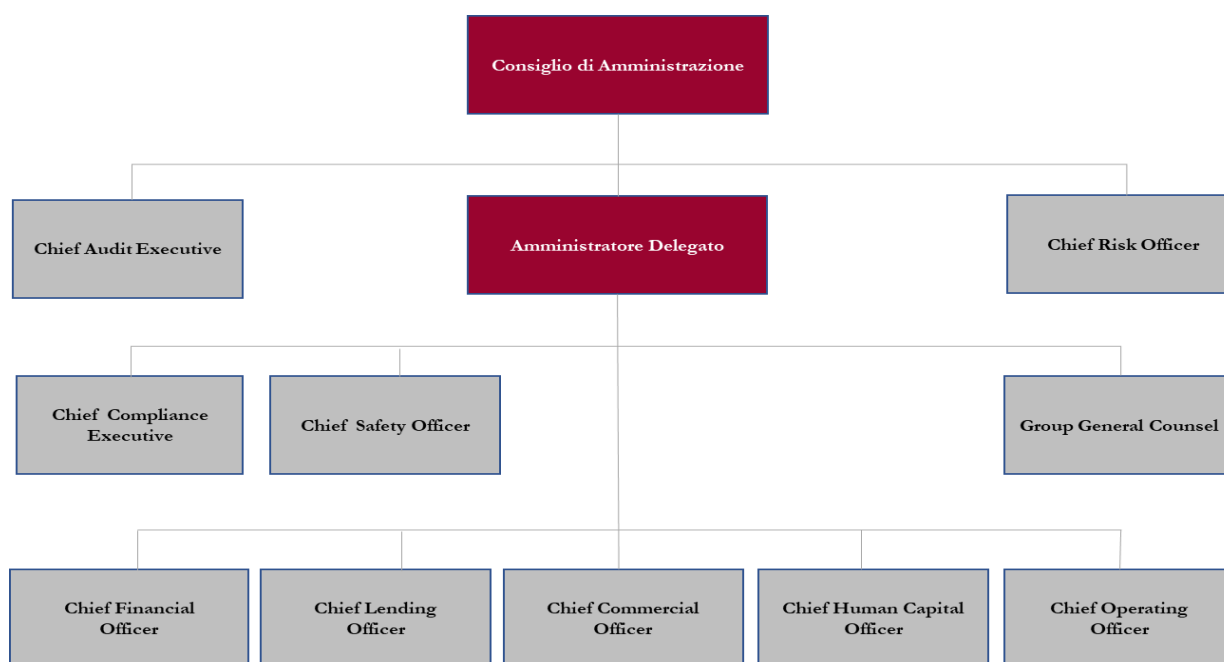 Consiglio di Amministrazione
Chief Audit Executive
Amministratore Delegato
Chief Risk Officer
Chief Compliance
Executive
Chief Safety Officer
Group General Counsel
Chief Financial
Officer
Chief Lending
Officer
Chief Commercial
Officer
Chief Human Capital
Officer
Chief Operating
Officer